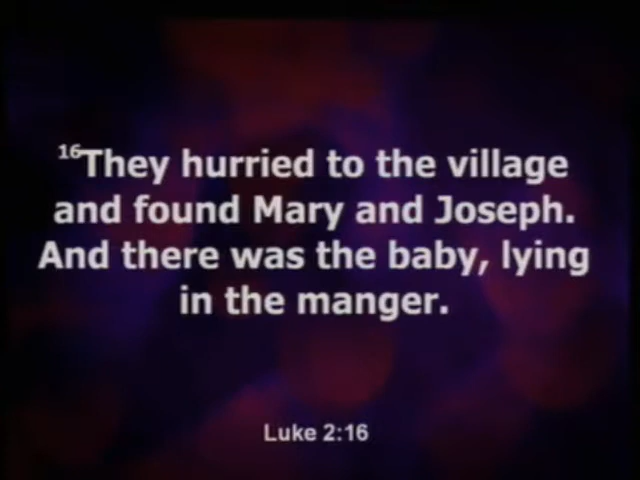 16They hurried to the village
and found Mary and Joseph.
And there was the baby, lying
in the manger.
Luke 2:16